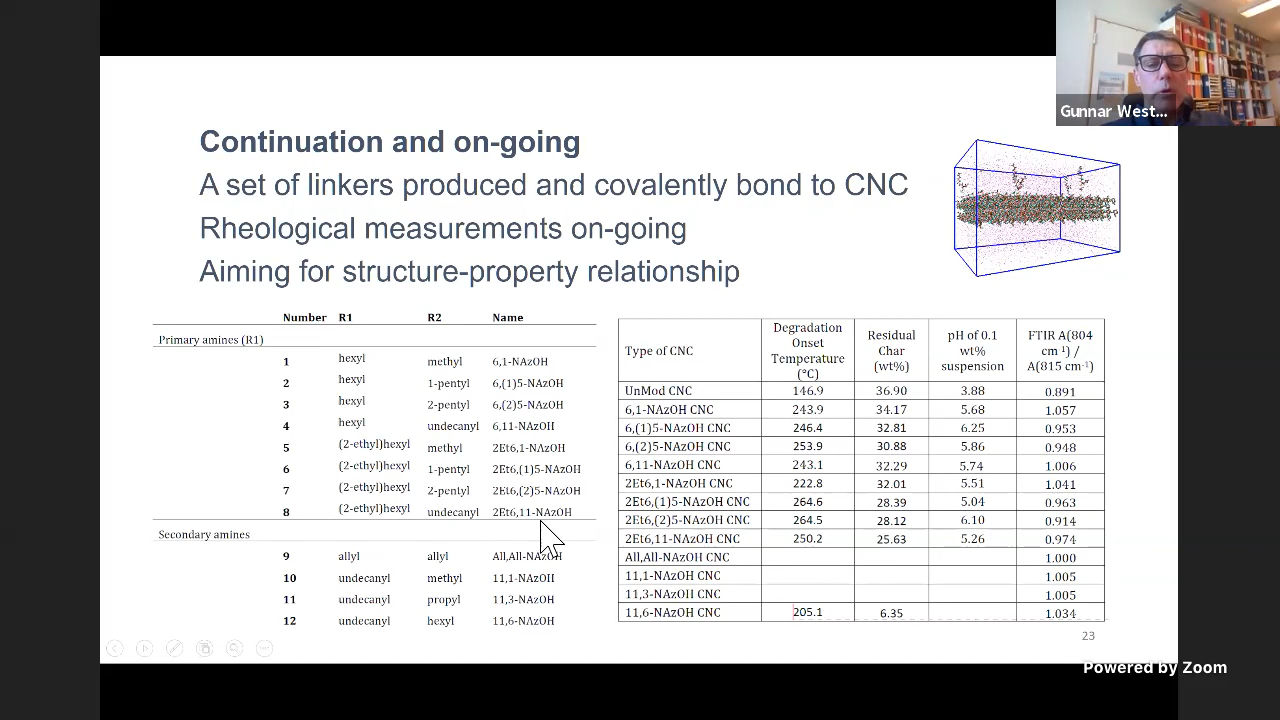 Gunnar West...
Continuation and on-going
A set of linkers produced and covalently bond to CNC
Rheological measurements on-going
Aiming for structure-property relationship
Number R1 R2 Name
Primary amines (R1)
1 hexyl methyl 6,1-NAzOH
2 hexyl 1-pentyl 6,(1)5-NAzOH
3 hexyl 2-pentyl 6,(2)5-NAzOH
4 hexyl undecanyl 6,11-NAzOH
5 (2-ethyl)hexyl methyl 2Et6,1-NAzOH
6 (2-ethyl)hexyl 1-pentyl 2Et6,(1)5-NAzOH
7 (2-ethyl)hexyl 2-pentyl 2Et6,(2)5-NAzOH
8 (2-ethyl)hexyl undecanyl 2Et6,11-NAzOH
Secondary amines
9 allyl allyl All,All-NAzOH
10 undecanyl methyl 11,1-NAzOH
11 undecanyl propyl 11,3-NAzOH
12 undecanyl hexyl 11,6-NAzOH
Type of CNC
Degradation
Onset
Temperature
(°C)
Residual
Char
(wt%)
pH of 0.1
wt%
suspension
FTIR A(804
cm⁻¹) /
A(815 cm⁻¹)
UnMod CNC 146.9 36.90 3.88 0.891
6,1-NAzOH CNC 243.9 34.17 5.68 1.057
6,(1)5-NAzOH CNC 246.4 32.81 6.25 0.953
6,(2)5-NAzOH CNC 253.9 30.88 5.86 0.948
6,11-NAzOH CNC 243.1 32.29 5.74 1.006
2Et6,1-NAzOH CNC 222.8 32.01 5.51 1.041
2Et6,(1)5-NAzOH CNC 264.6 28.39 5.04 0.963
2Et6,(2)5-NAzOH CNC 264.5 28.12 6.10 0.914
2Et6,11-NAzOH CNC 250.2 25.63 5.26 0.974
All,All-NAzOH CNC 1.000
11,1-NAzOH CNC 1.005
11,3-NAzOH CNC 1.005
11,6-NAzOH CNC 205.1 6.35 1.034
23
Powered by Zoom